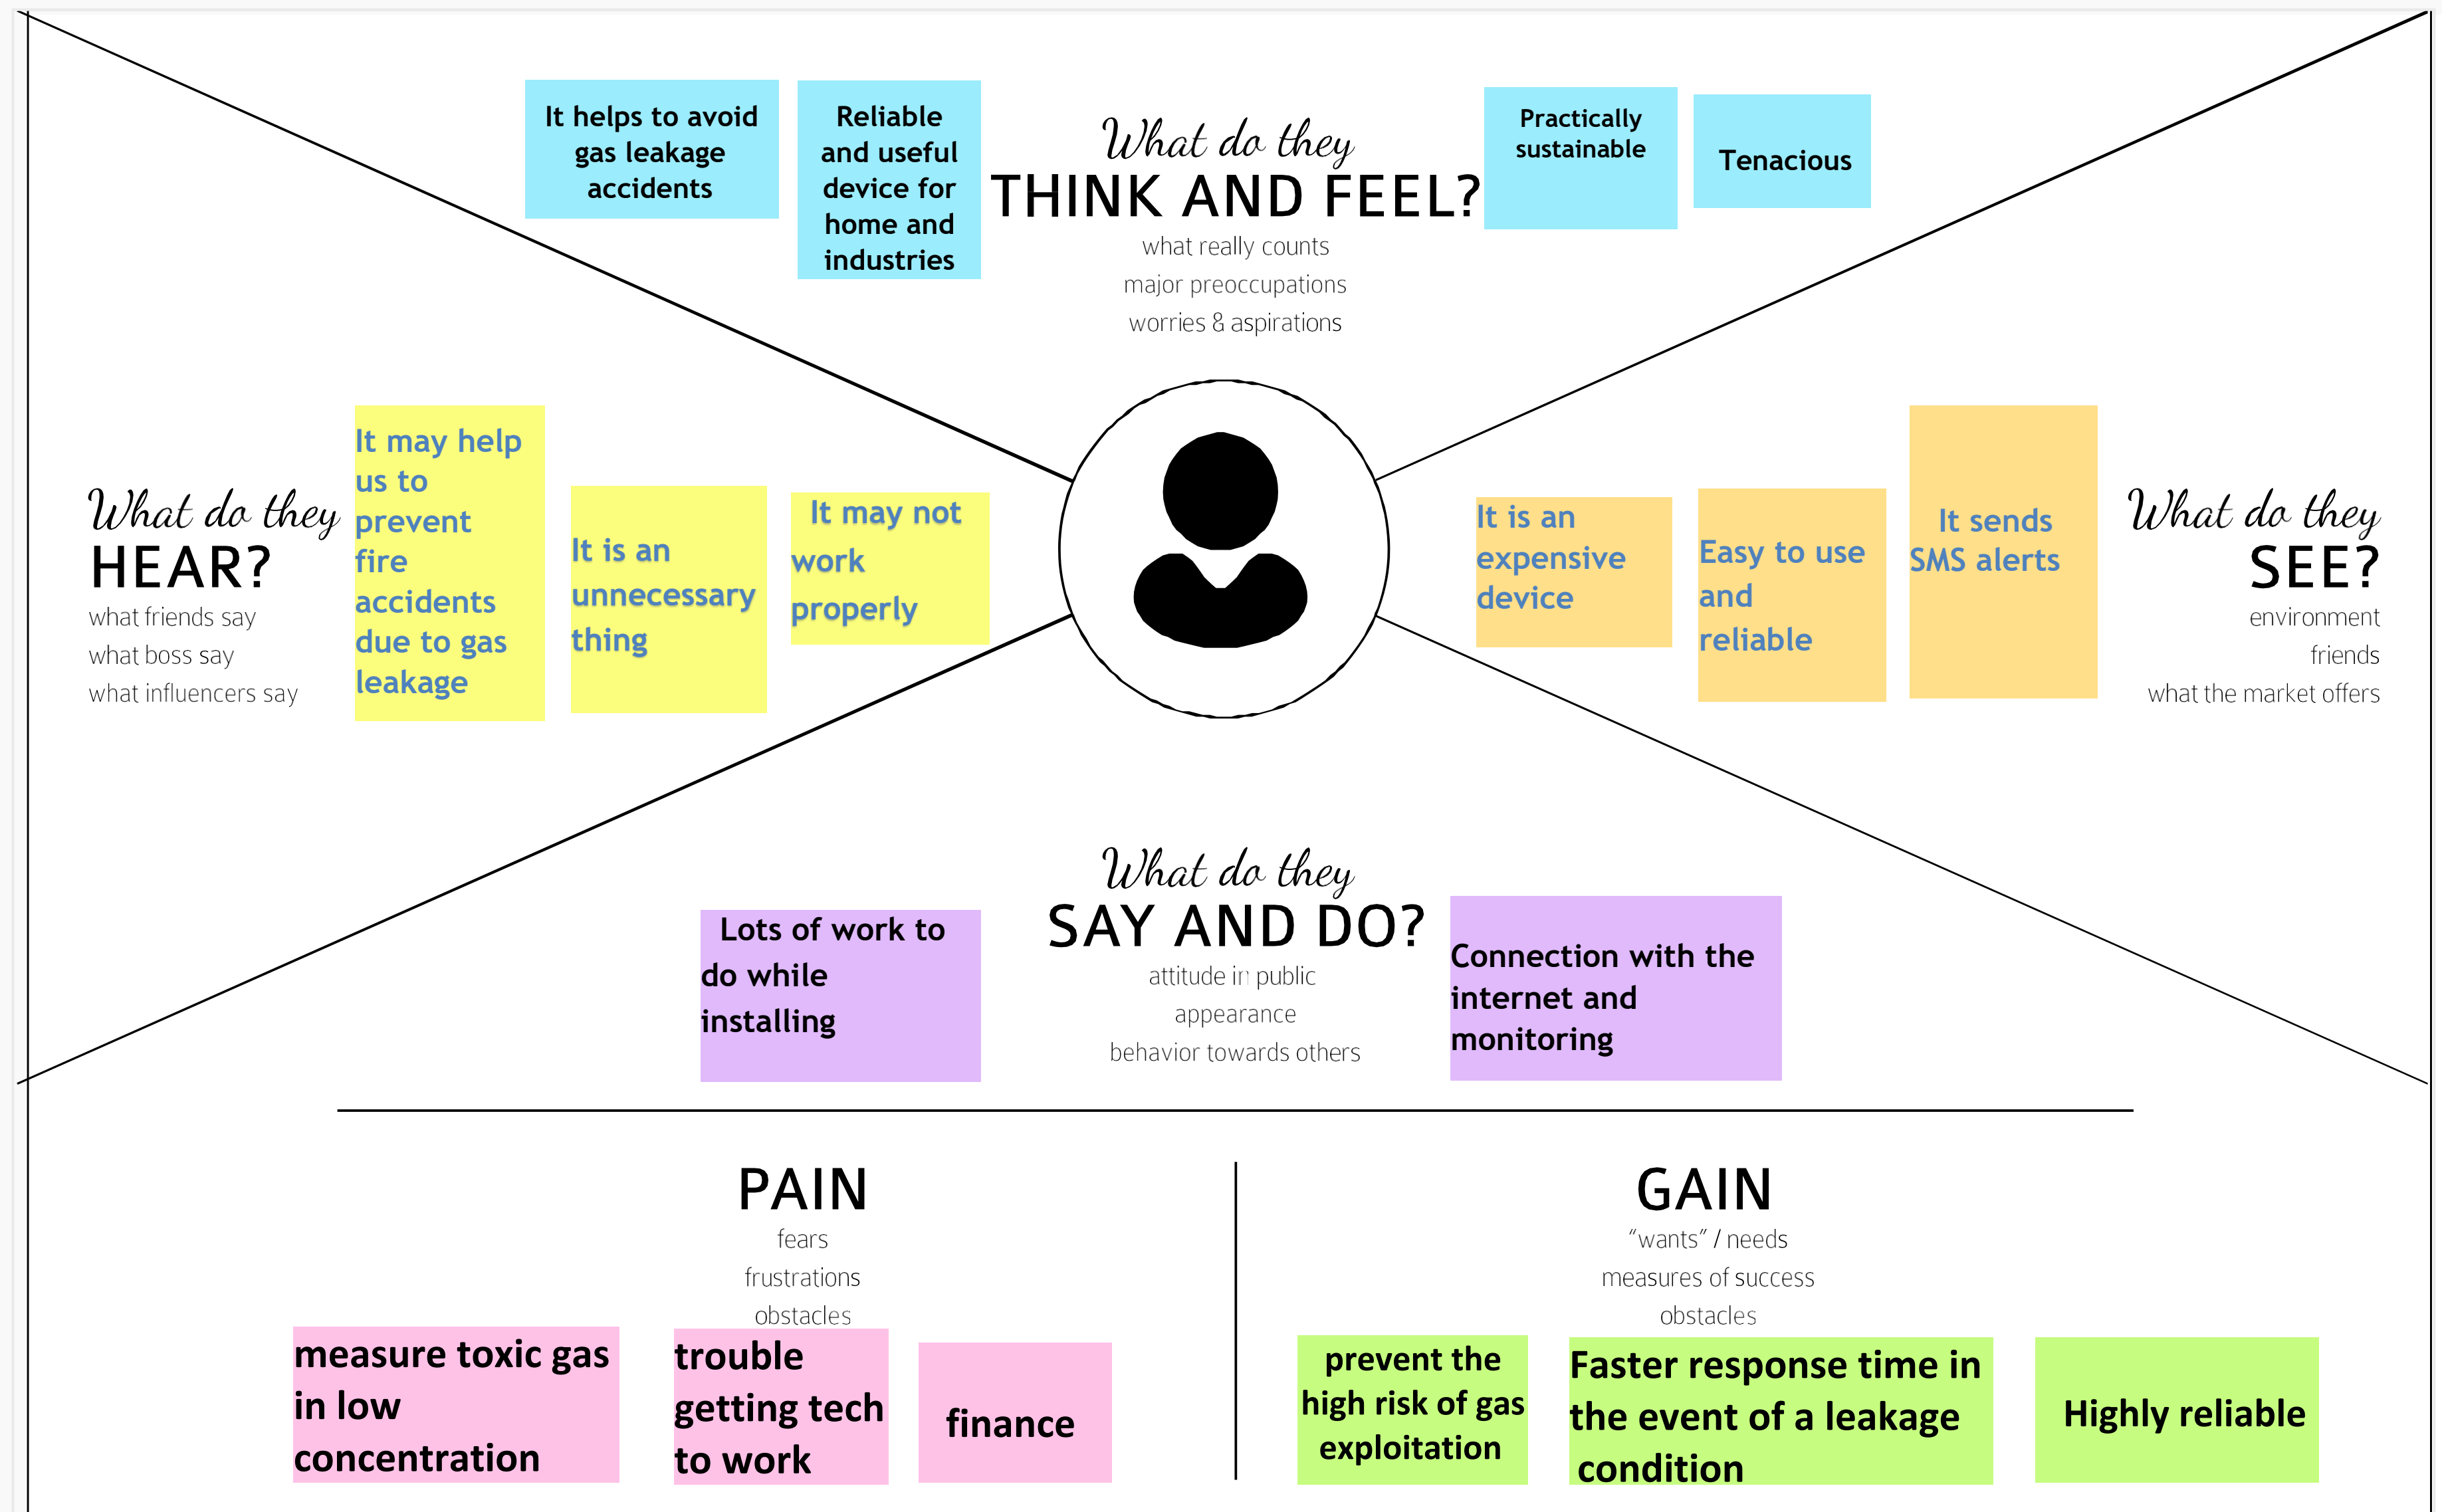 It helps to avoid
gas leakage
accidents
Reliable
and useful
device for
home and
industries
What do they
THINK AND FEEL?
what really counts
major preoccupations
worries & aspirations
Practically
sustainable
Tenacious
What do they
HEAR?
what friends say
what boss say
what influencers say
It may help
us to
prevent
fire
accidents
due to gas
leakage
It is an
unnecessary
thing
It may not
work
properly
It is an
expensive
device
Easy to use
and
reliable
It sends
SMS alerts
What do they
SEE?
environment
friends
what the market offers
Lots of work to
do while
installing
What do they
SAY AND DO?
attitude in public
appearance
behavior towards others
Connection with the
internet and
monitoring
PAIN
fears
frustrations
obstacles
measure toxic gas
in low
concentration
trouble
getting tech
to work
finance
GAIN
“wants” / needs
measures of success
obstacles
prevent the
high risk of gas
exploitation
Faster response time in
the event of a leakage
condition
Highly reliable